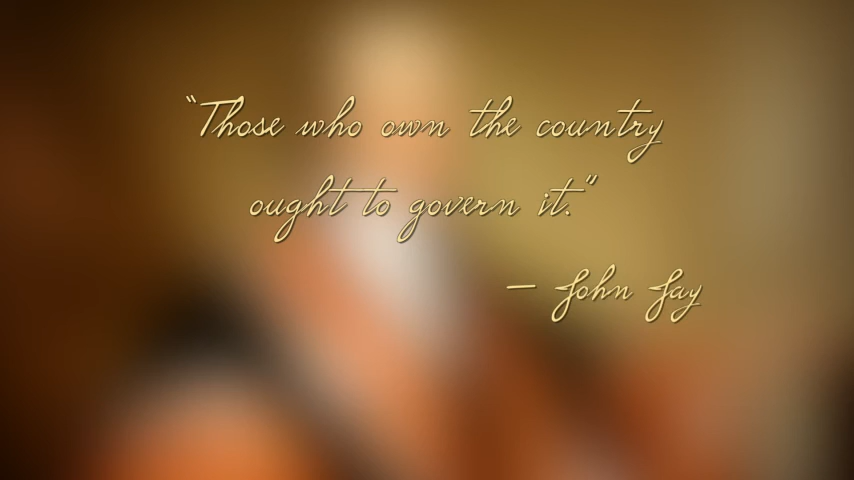 "Those who own the country
ought to govern it."
— John Jay